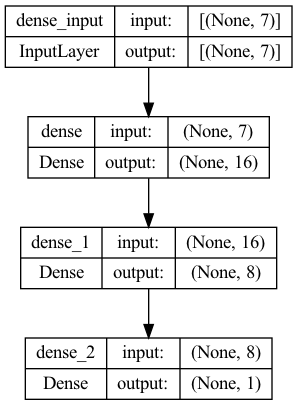 dense_input input: [(None, 7)]
InputLayer output: [(None, 7)]
dense input: (None, 7)
Dense output: (None, 16)
dense_1 input: (None, 16)
Dense output: (None, 8)
dense_2 input: (None, 8)
Dense output: (None, 1)